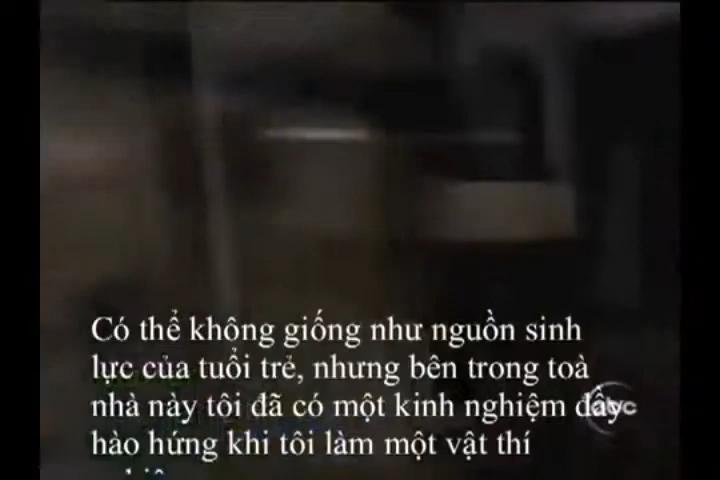 Có thể không giống như nguồn sinh
lực của tuổi trẻ, nhưng bên trong toà
nhà này tôi đã có một kinh nghiệm đầy
hào hứng khi tôi làm một vật thí